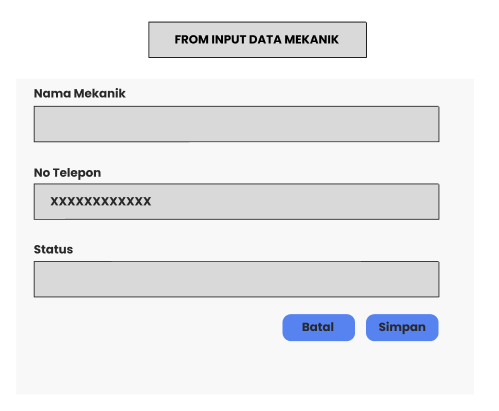 FROM INPUT DATA MEKANIK
Nama Mekanik
No Telepon
XXXXXXXXXXXX
Status
Batal
Simpan